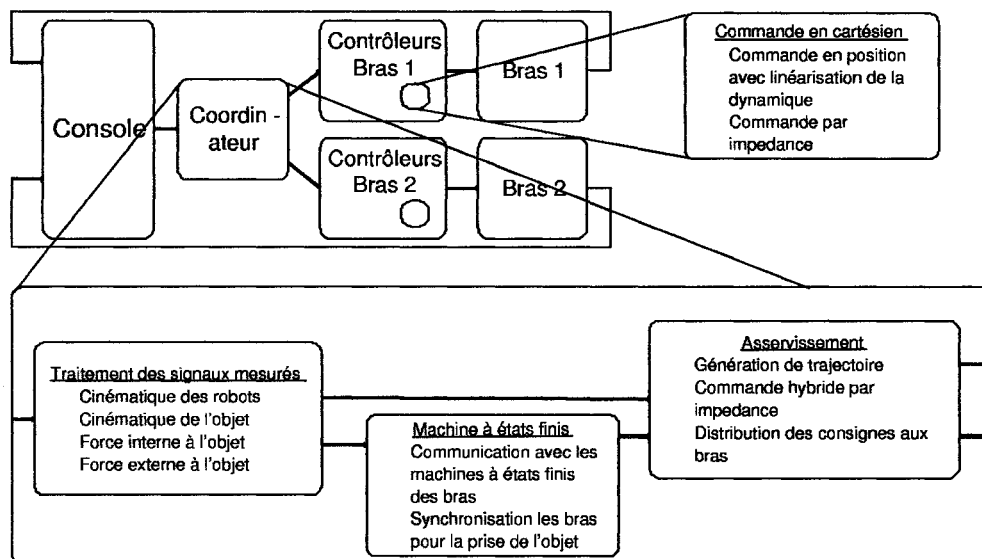 Console
Coordin -
ateur
Contrôleurs
Bras 1
Bras 1
Contrôleurs
Bras 2
Bras 2
Commande en cartésien
Commande en position
avec linéarisation de la
dynamique
Commande par
impedance
Traitement des signaux mesurés
Cinématique des robots
Cinématique de l'objet
Force interne à l'objet
Force externe à l'objet
Machine à états finis
Communication avec les
machines à états finis
des bras
Synchronisation les bras
pour la prise de l'objet
Asservissement
Génération de trajectoire
Commande hybride par
impedance
Distribution des consignes aux
bras